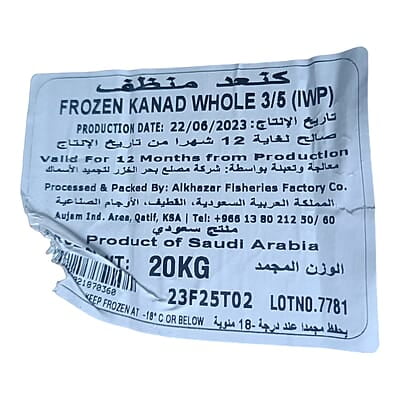 كنعد منظف
FROZEN KANAD WHOLE 3/5 (IWP)
PRODUCTION DATE: 22/06/2023 :تاريخ الإنتاج
صالح لغاية 12 شهرا من تاريخ الإنتاج
Valid For 12 Months from Production
معالجة وتعبئة بواسطة: شركة مصنع بحر الخزر لتجميد الأسماك
Processed & Packed By: Alkhazar Fisheries Factory Co.
المملكة العربية السعودية، القطيف، الأوجام الصناعية
Aujam Ind. Area, Qatif, KSA | Tel: +966 13 80 212 50/ 60
منتج سعودي
Product of Saudi Arabia
20KG الوزن المجمد
21870360
23F25T02 LOTNO.7781
KEEP FROZEN AT -18° C OR BELOW
يحفظ مجمدا عند درجة -18 مئوية